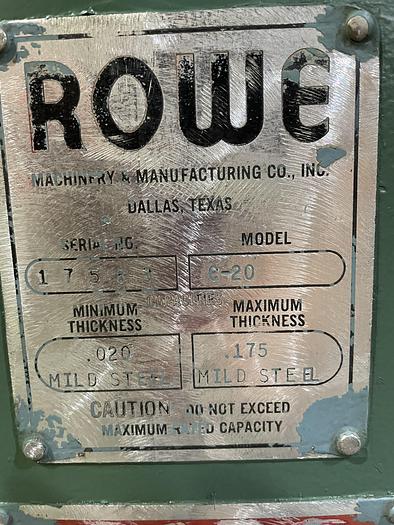 ROWE
MACHINERY & MANUFACTURING CO., INC.
DALLAS, TEXAS
SERIAL NO.
MODEL
-20
CAPACITIES
MINIMUM
THICKNESS
MAXIMUM
THICKNESS
.020
MILD STEEL
.175
MILD STEEL
CAUTION DO NOT EXCEED
MAXIMUM RATED CAPACITY